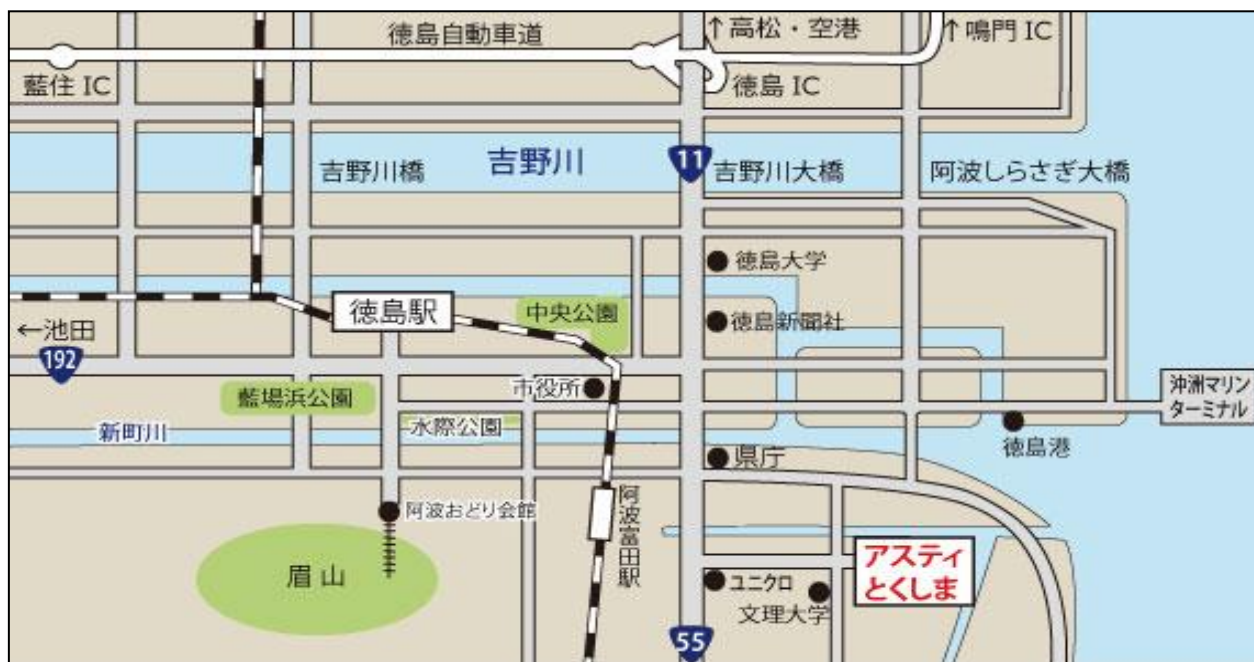 徳島自動車道
↑高松・空港
↑鳴門 IC
藍住 IC
徳島 IC
吉野川橋
吉野川
11
吉野川大橋
阿波しらさぎ大橋
徳島大学
徳島駅
中央公園
徳島新聞社
←池田
192
市役所
藍場浜公園
沖洲マリン
ターミナル
新町川
水際公園
徳島港
県庁
阿波おどり会館
阿波富田駅
眉山
アスティ
とくしま
ユニクロ
文理大学
55